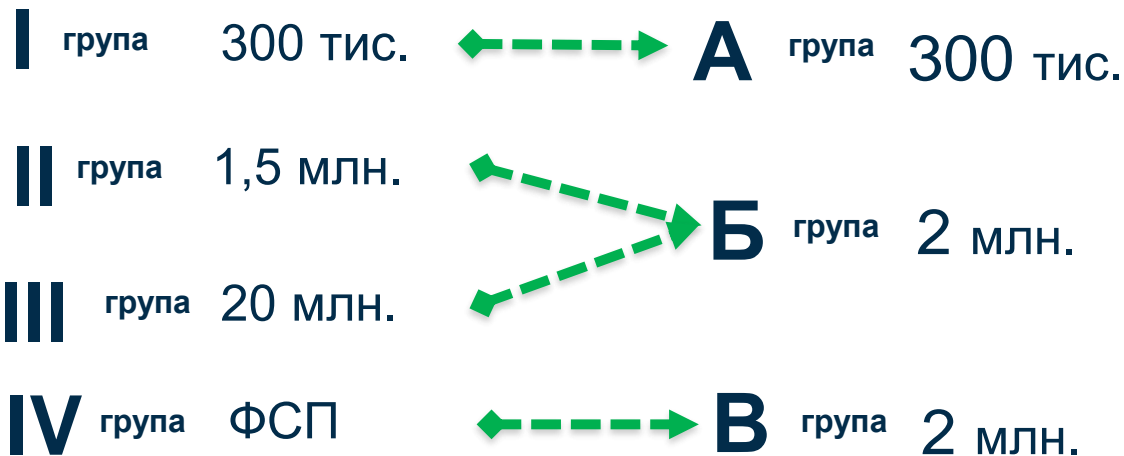 I група 300 тис. А група 300 тис.
II група 1,5 млн.
Б група 2 млн.
III група 20 млн.
IV група ФСП В група 2 млн.